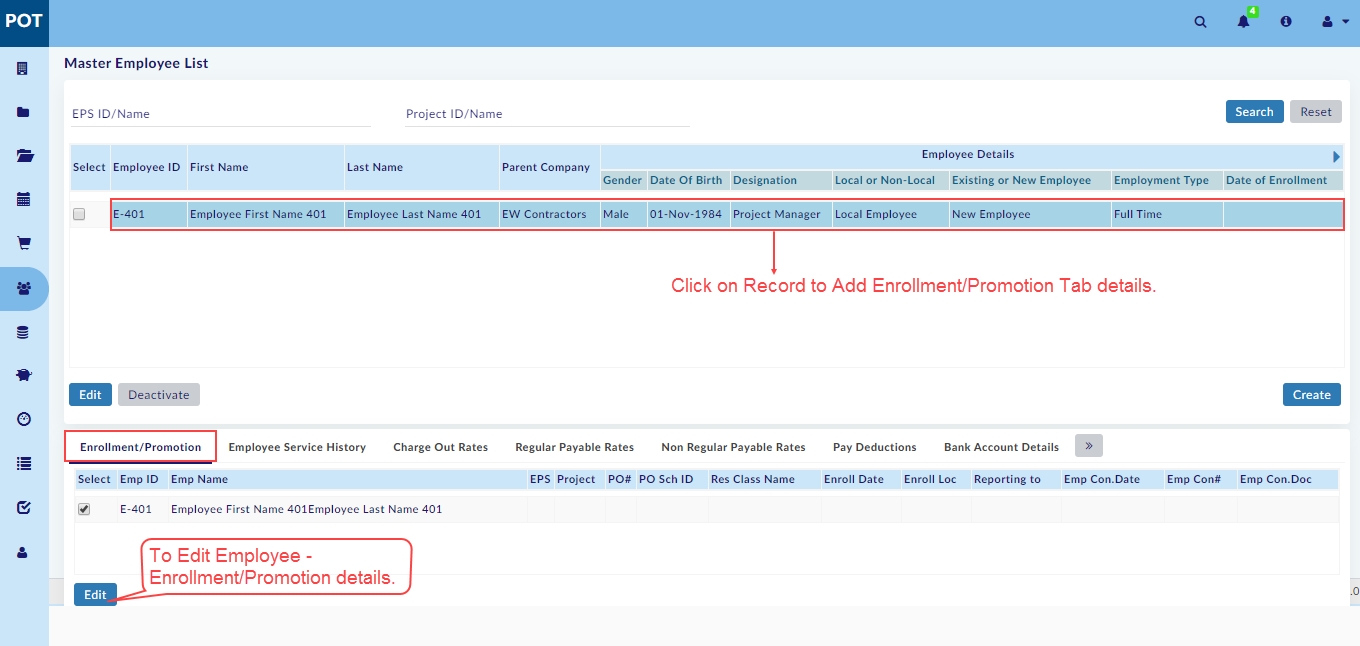 POT
4
Master Employee List
EPS ID/Name
Project ID/Name
Search
Reset
Select
Employee ID
First Name
Last Name
Parent Company
Employee Details
Gender
Date Of Birth
Designation
Local or Non-Local
Existing or New Employee
Employment Type
Date of Enrollment
E-401
Employee First Name 401
Employee Last Name 401
EW Contractors
Male
01-Nov-1984
Project Manager
Local Employee
New Employee
Full Time
Click on Record to Add Enrollment/Promotion Tab details.
Edit
Deactivate
Create
Enrollment/Promotion
Employee Service History
Charge Out Rates
Regular Payable Rates
Non Regular Payable Rates
Pay Deductions
Bank Account Details
»
Select
Emp ID
Emp Name
EPS
Project
PO#
PO Sch ID
Res Class Name
Enroll Date
Enroll Loc
Reporting to
Emp Con.Date
Emp Con#
Emp Con.Doc
E-401
Employee First Name 401Employee Last Name 401
To Edit Employee -
Enrollment/Promotion details.
Edit